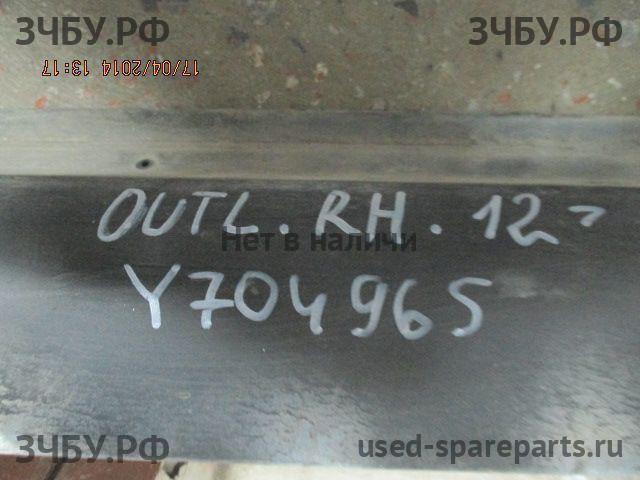 ЗЧБУ.РФ ЗЧБУ.РФ
17/04/2014 13:17
OUTL. RH. 12-
Нет в наличии
Y704965
ЗЧБУ.РФ used-spareparts.ru